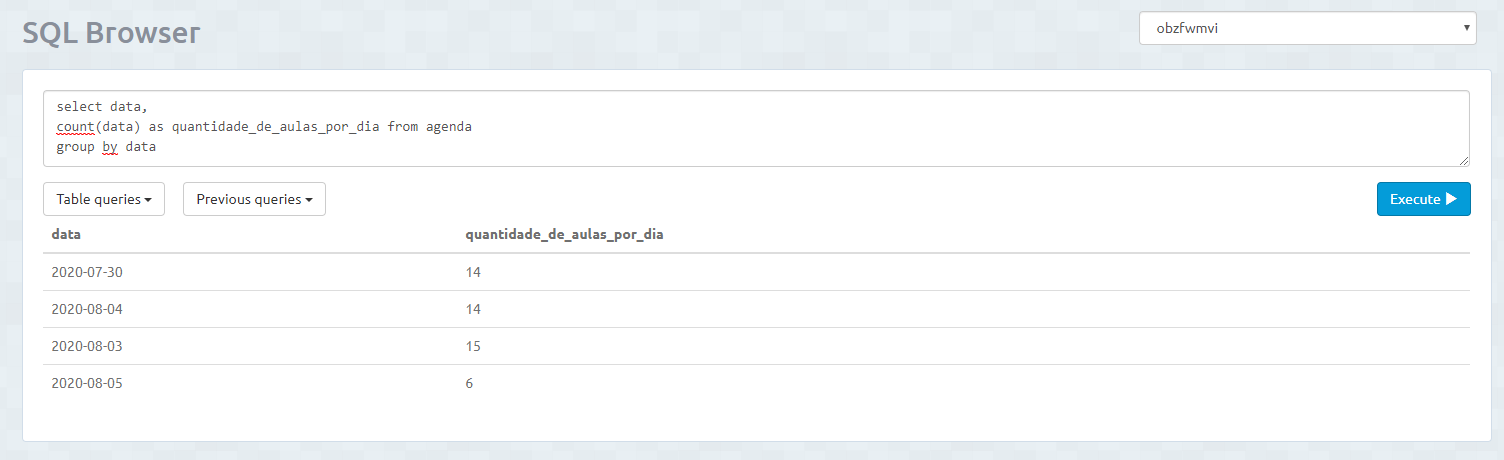 SQL Browser
obzfwmvi
select data,
count(data) as quantidade_de_aulas_por_dia from agenda
group by data
Table queries
Previous queries
Execute
data quantidade_de_aulas_por_dia
2020-07-30 14
2020-08-04 14
2020-08-03 15
2020-08-05 6